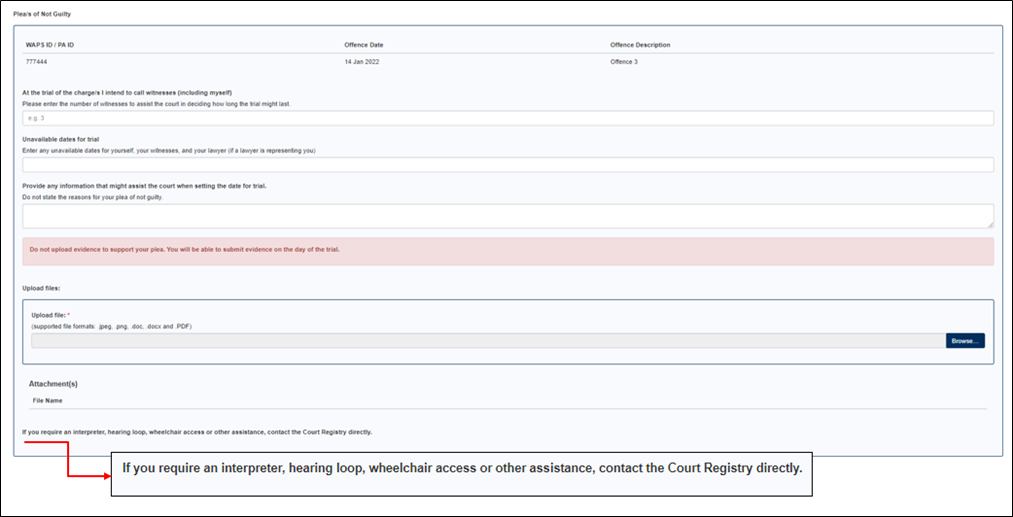 Plea/s of Not Guilty
WAPS ID / PA ID Offence Date Offence Description
777444 14 Jan 2022 Offence 3
At the trial of the charge/s I intend to call witnesses (including myself)
Please enter the number of witnesses to assist the court in deciding how long the trial might last.
e.g. 3
Unavailable dates for trial
Enter any unavailable dates for yourself, your witnesses, and your lawyer (if a lawyer is representing you)
Provide any information that might assist the court when setting the date for trial.
Do not state the reasons for your plea of not guilty.
Do not upload evidence to support your plea. You will be able to submit evidence on the day of the trial.
Upload files:
Upload file: *
(supported file formats: .jpeg, .png, .doc, .docx and .PDF)
Browse...
Attachment(s)
File Name
If you require an interpreter, hearing loop, wheelchair access or other assistance, contact the Court Registry directly.
If you require an interpreter, hearing loop, wheelchair access or other assistance, contact the Court Registry directly.